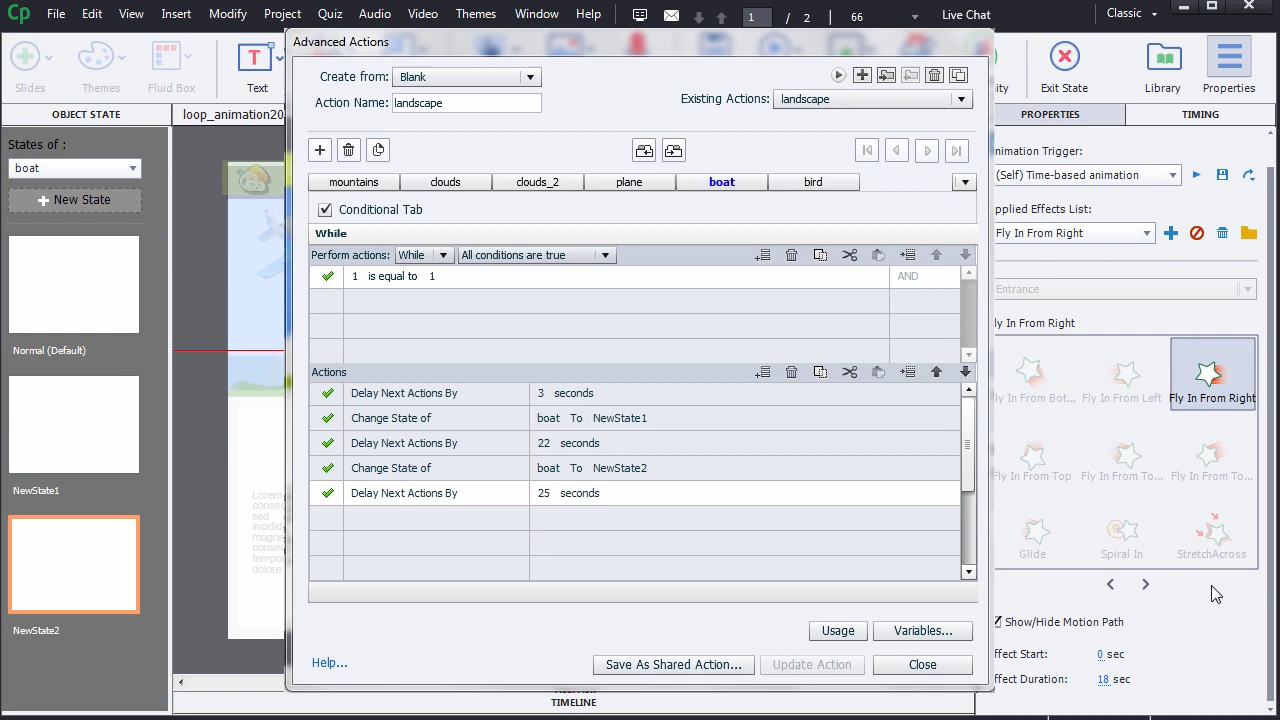 Cp File Edit View Insert Modify Project Quiz Audio Video Themes Window Help 1 / 2 66 Live Chat Classic
Slides Themes Fluid Box Text Exit State Library Properties
OBJECT STATE
loop_animation20
PROPERTIES TIMING
States of :
boat
New State
Normal (Default)
NewState1
NewState2
Advanced Actions
Create from: Blank
Action Name: landscape
Existing Actions: landscape
mountains clouds clouds_2 plane boat bird
Conditional Tab
While
Perform actions: While All conditions are true
1 is equal to 1 AND
Actions
Delay Next Actions By 3 seconds
Change State of boat To NewState1
Delay Next Actions By 22 seconds
Change State of boat To NewState2
Delay Next Actions By 25 seconds
Usage Variables...
Help... Save As Shared Action... Update Action Close
TIMELINE
Lorem
sed
dolore
nimation Trigger:
(Self) Time-based animation
pplied Effects List:
Fly In From Right
Entrance
ly In From Right
ly In From Bot... Fly In From Left Fly In From Right
ly In From Top Fly In From To... Fly In From To...
Glide Spiral In StretchAcross
Show/Hide Motion Path
ffect Start: 0 sec
ffect Duration: 18 sec